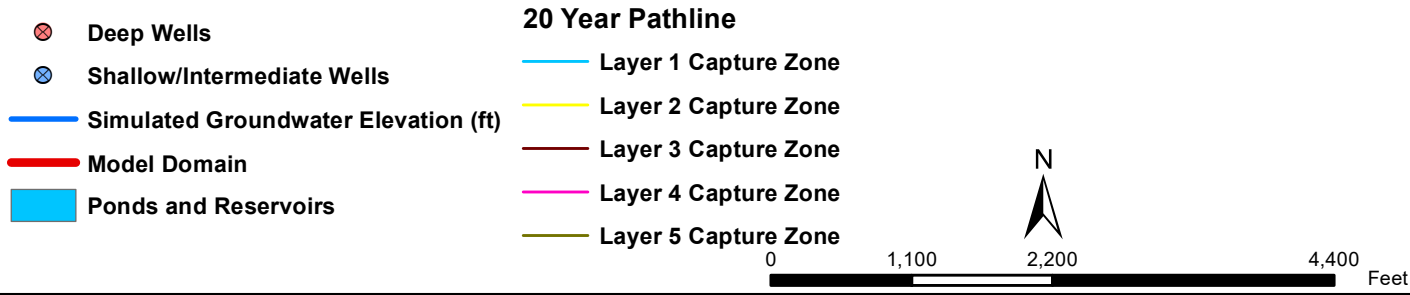 Deep Wells
Shallow/Intermediate Wells
Simulated Groundwater Elevation (ft)
Model Domain
Ponds and Reservoirs
20 Year Pathline
Layer 1 Capture Zone
Layer 2 Capture Zone
Layer 3 Capture Zone
Layer 4 Capture Zone
Layer 5 Capture Zone
N
0 1,100 2,200 4,400
Feet